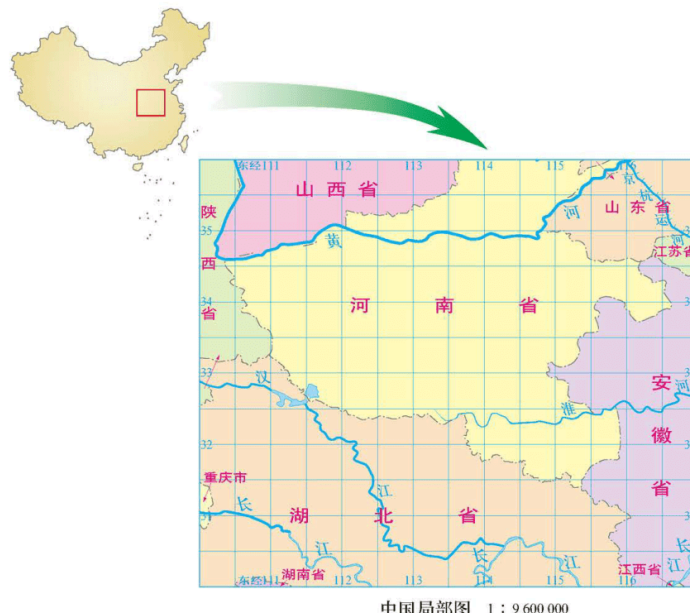 东经111 112 113 114 115 116
山西省
陕西省
山东省
京杭运河
江苏省
黄河
35
34
河南省
33
汉江
安徽省
淮河
32
重庆市
31
长江
湖北省
长江
湖南省
江西省
东经111 112 113 114 115 116
中国局部图 1：9 600 000